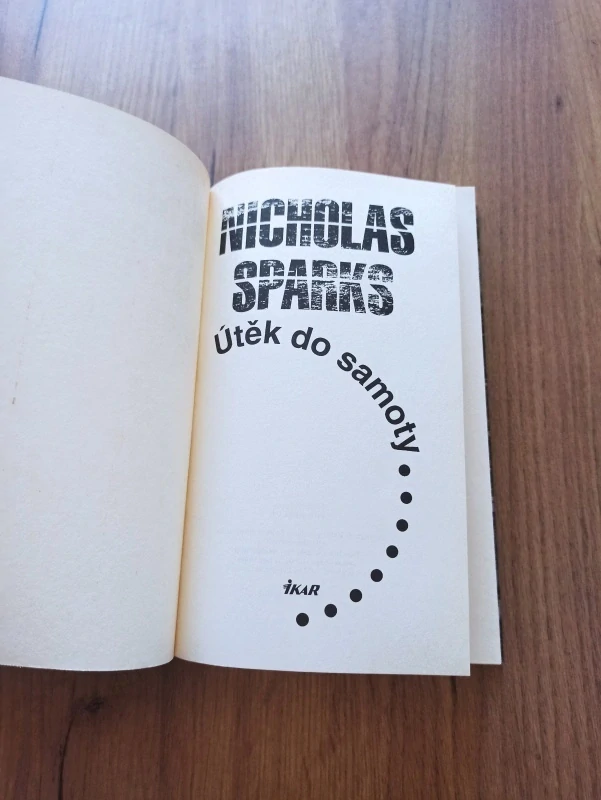 NICHOLAS
SPARKS
Útěk do samoty
IKAR